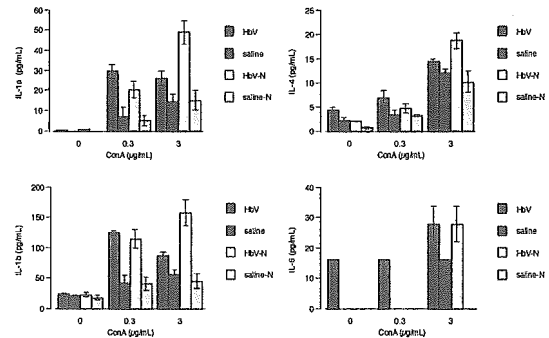 IL-1α (pg/mL)
60
50
40
30
20
10
0
0
0.3
3
ConA (μg/mL)
HbV
saline
HbV-N
saline-N
IL-4 (pg/mL)
25
20
15
10
5
0
0
0.3
3
ConA (μg/mL)
HbV
saline
HbV-N
saline-N
IL-1b (pg/mL)
200
150
100
50
0
0
0.3
3
ConA (μg/mL)
HbV
saline
HbV-N
saline-N
IL-6 (pg/mL)
40
30
20
10
0
0
0.3
3
ConA (μg/mL)
HbV
saline
HbV-N
saline-N